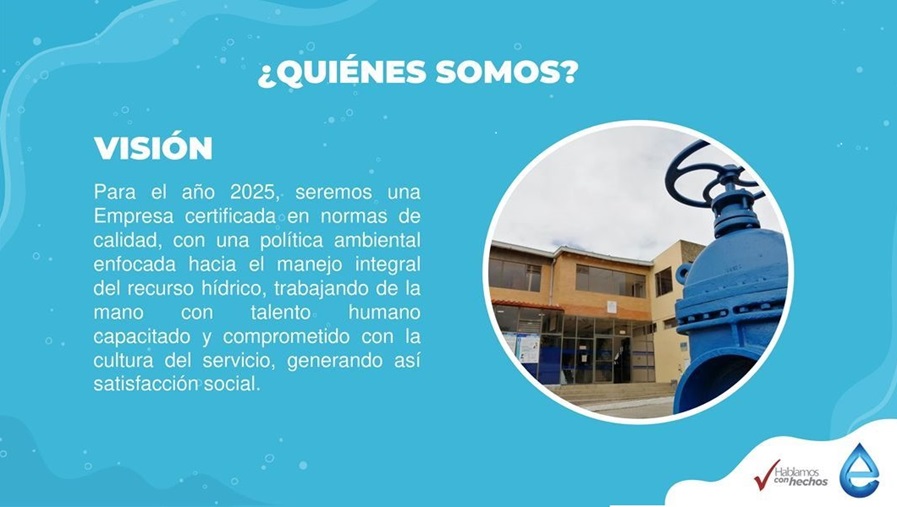 ¿QUIÉNES SOMOS?
VISIÓN
Para el año 2025, seremos una
Empresa certificada en normas de
calidad, con una política ambiental
enfocada hacia el manejo integral
del recurso hídrico, trabajando de la
mano con talento humano
capacitado y comprometido con la
cultura del servicio, generando así
satisfacción social.
Hablamos
con hechos
e